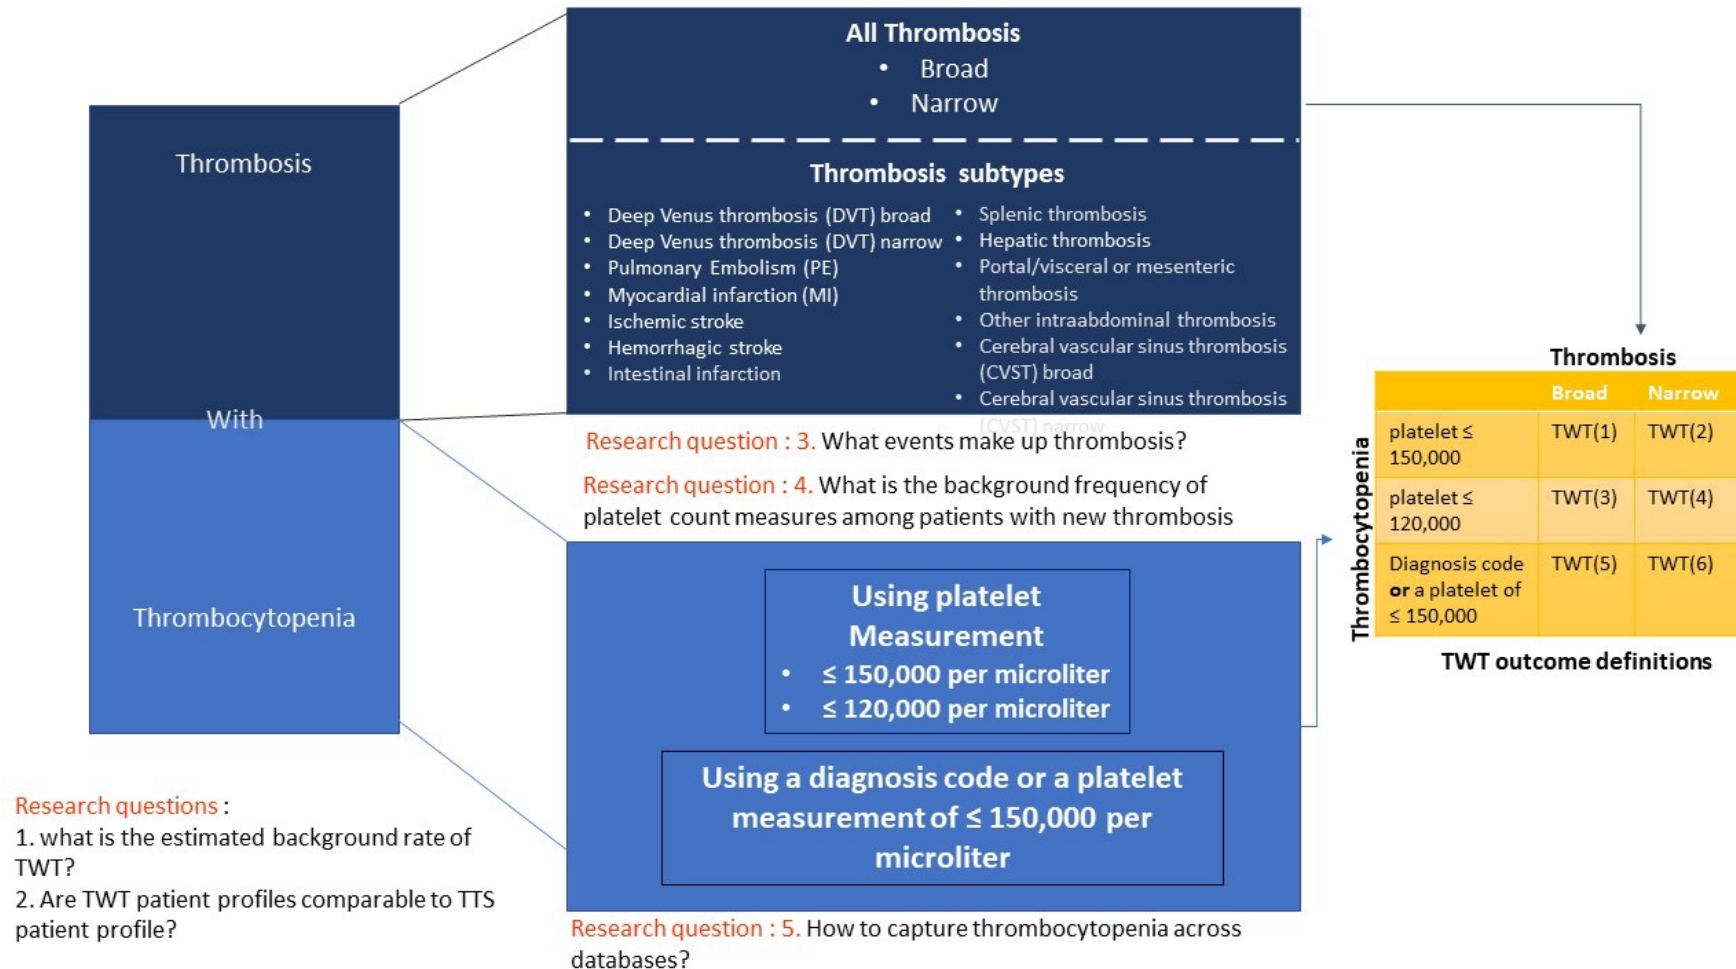 All Thrombosis
• Broad
• Narrow
Thrombosis subtypes
• Deep Venus thrombosis (DVT) broad
• Deep Venus thrombosis (DVT) narrow
• Pulmonary Embolism (PE)
• Myocardial infarction (MI)
• Ischemic stroke
• Hemorrhagic stroke
• Intestinal infarction
• Splenic thrombosis
• Hepatic thrombosis
• Portal/visceral or mesenteric
thrombosis
• Other intraabdominal thrombosis
• Cerebral vascular sinus thrombosis
(CVST) broad
• Cerebral vascular sinus thrombosis
(CVST) narrow
Thrombosis
With
Thrombocytopenia
Research question : 3. What events make up thrombosis?
Research question : 4. What is the background frequency of
platelet count measures among patients with new thrombosis
Using platelet
Measurement
• ≤ 150,000 per microliter
• ≤ 120,000 per microliter
Using a diagnosis code or a platelet
measurement of ≤ 150,000 per
microliter
Research question : 5. How to capture thrombocytopenia across
databases?
Research questions :
1. what is the estimated background rate of
TWT?
2. Are TWT patient profiles comparable to TTS
patient profile?
Thrombosis
Broad Narrow
Thrombocytopenia
platelet ≤
150,000
TWT(1) TWT(2)
platelet ≤
120,000
TWT(3) TWT(4)
Diagnosis code
or a platelet of
≤ 150,000
TWT(5) TWT(6)
TWT outcome definitions